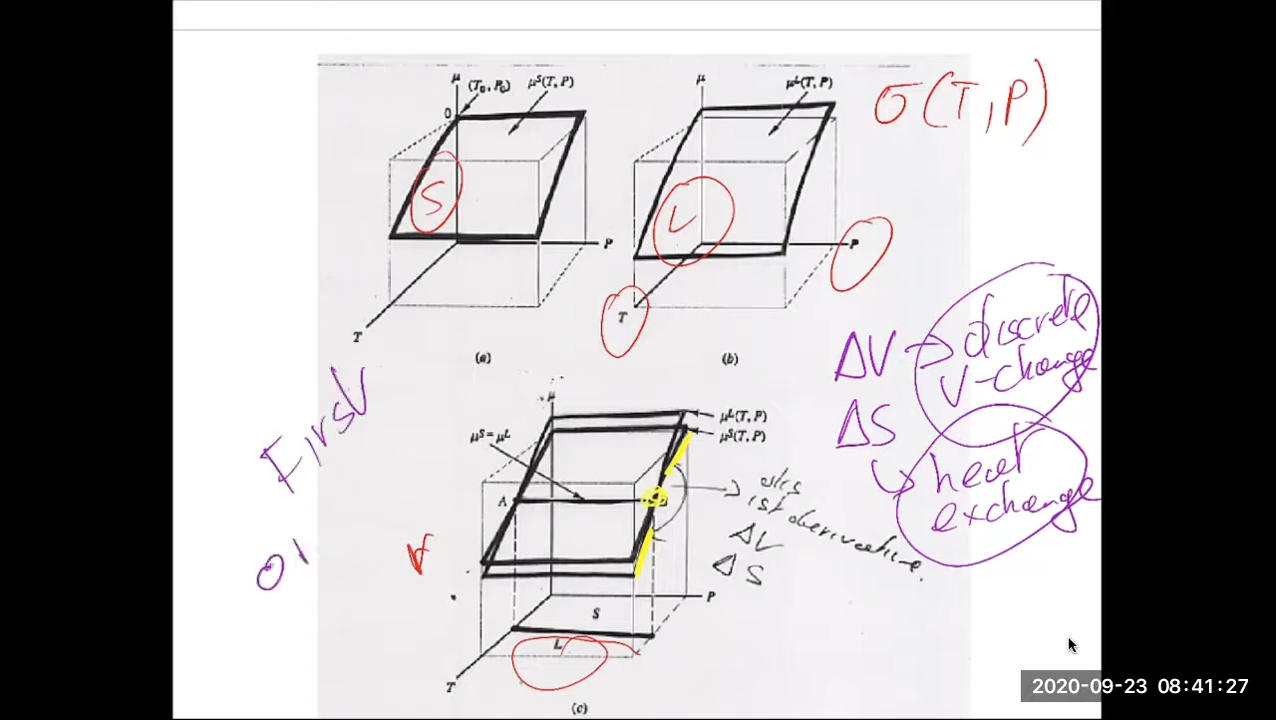 μ
(T₀, P₀)
μˢ(T, P)
0
S
P
T
(a)
μ
μᴸ(T, P)
L
P
T
(b)
σ(T, P)
ΔV → discrete
V-change
ΔS
heat
exchange
First
μ
μᴸ(T, P)
μˢ(T, P)
μˢ = μᴸ
A
dis
1st derivative.
ΔV
ΔS
S
P
L
T
(c)
2020-09-23 08:41:27